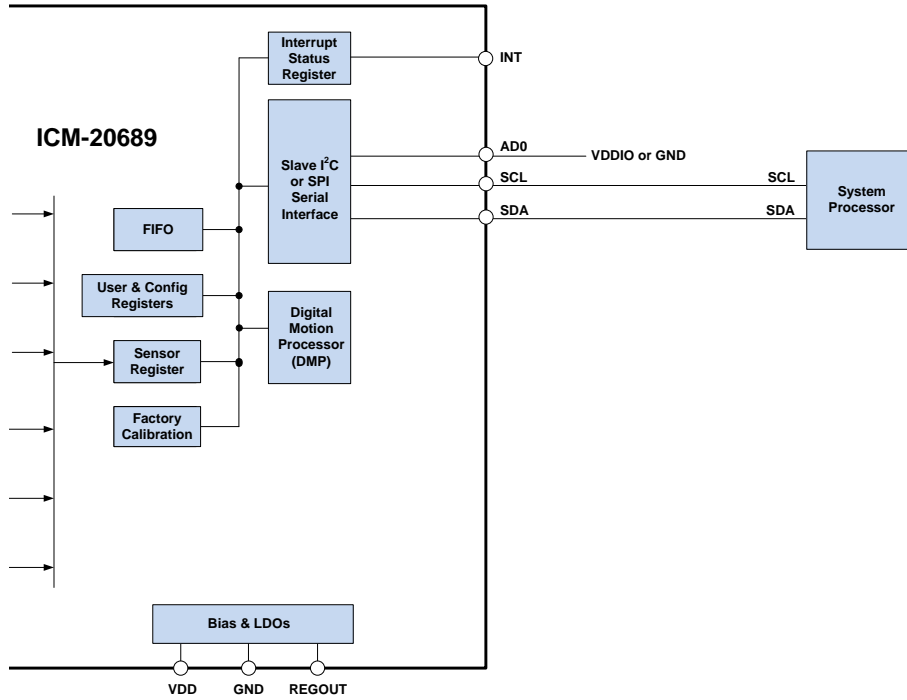 Interrupt
Status
Register
INT
ICM-20689
Slave I²C
or SPI
Serial
Interface
AD0
VDDIO or GND
SCL
SCL
SDA
SDA
System
Processor
FIFO
User & Config
Registers
Digital
Motion
Processor
(DMP)
Sensor
Register
Factory
Calibration
Bias & LDOs
VDD
GND
REGOUT